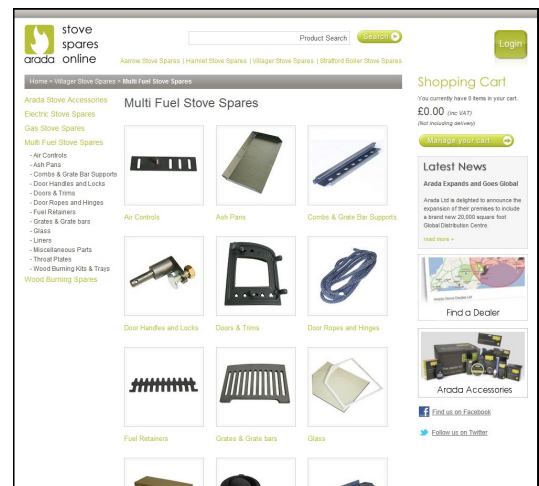 stove
spares
arada online
Product Search
Search
Login
Aarrow Stove Spares | Hamlet Stove Spares | Villager Stove Spares | Stratford Boiler Stove Spares
Home » Villager Stove Spares » Multi Fuel Stove Spares
Arada Stove Accessories
Electric Stove Spares
Gas Stove Spares
Multi Fuel Stove Spares
- Air Controls
- Ash Pans
- Combs & Grate Bar Supports
- Door Handles and Locks
- Doors & Trims
- Door Ropes and Hinges
- Fuel Retainers
- Grates & Grate bars
- Glass
- Liners
- Miscellaneous Parts
- Throat Plates
- Wood Burning Kits & Trays
Wood Burning Spares
Multi Fuel Stove Spares
Air Controls
Ash Pans
Combs & Grate Bar Supports
Door Handles and Locks
Doors & Trims
Door Ropes and Hinges
Fuel Retainers
Grates & Grate bars
Glass
Shopping Cart
You currently have 0 items in your cart.
£0.00 (inc VAT)
(Not including delivery)
Manage your cart
Latest News
Arada Expands and Goes Global
Arada Ltd is delighted to announce the
expansion of their premises to include
a brand new 20,000 square foot
Global Distribution Centre.
read more »
Find a Dealer
Arada Accessories
Find us on Facebook
Follow us on Twitter